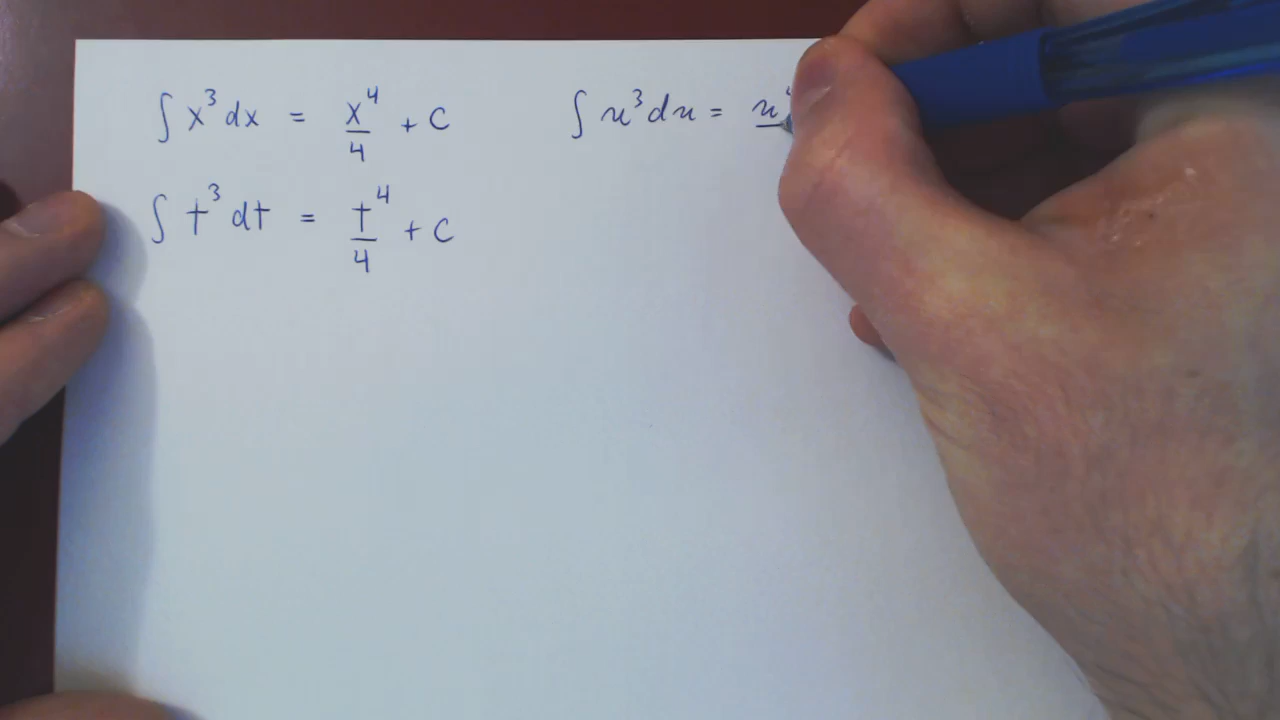 ∫ x³ dx = x⁴/4 + C
∫ u³ du = u
∫ t³ dt = t⁴/4 + C